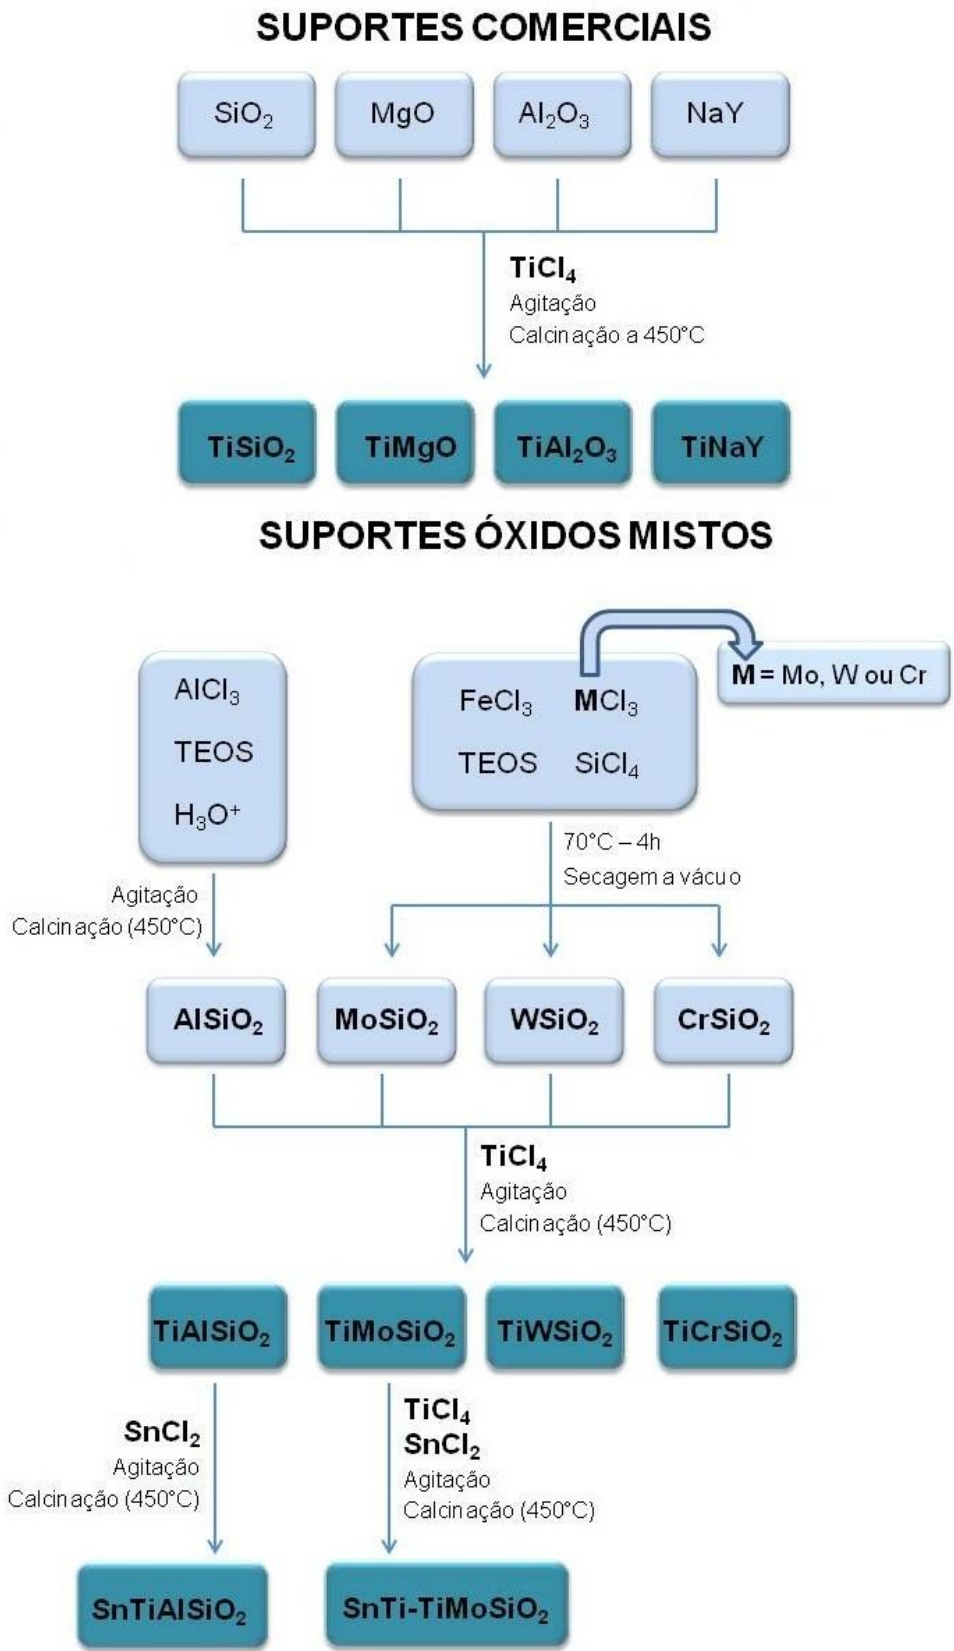 SUPORTES COMERCIAIS
SiO₂ MgO Al₂O₃ NaY
TiCl₄
Agitação
Calcinação a 450°C
TiSiO₂ TiMgO TiAl₂O₃ TiNaY
SUPORTES ÓXIDOS MISTOS
AlCl₃
TEOS
H₃O⁺
FeCl₃ MCl₃
TEOS SiCl₄
M = Mo, W ou Cr
Agitação
Calcinação (450°C)
70°C – 4h
Secagem a vácuo
AlSiO₂ MoSiO₂ WSiO₂ CrSiO₂
TiCl₄
Agitação
Calcinação (450°C)
TiAlSiO₂ TiMoSiO₂ TiWSiO₂ TiCrSiO₂
SnCl₂
Agitação
Calcinação (450°C)
TiCl₄
SnCl₂
Agitação
Calcinação (450°C)
SnTiAlSiO₂ SnTi-TiMoSiO₂